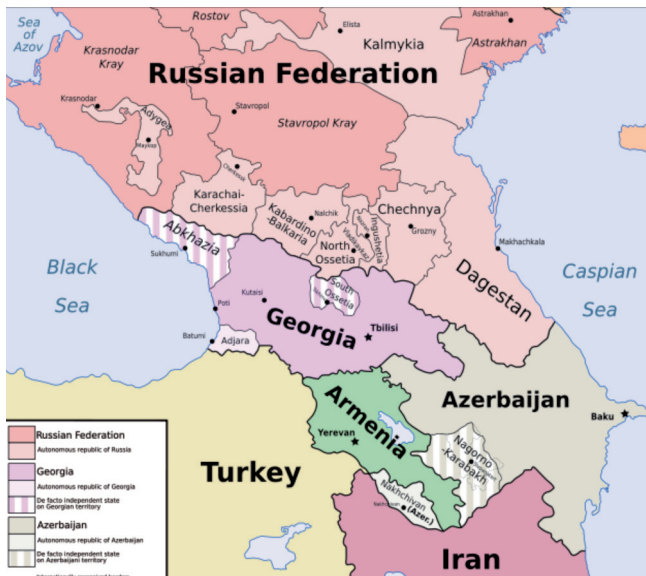 Sea
of
Azov
Rostov
Elista
Astrakhan
Kalmykia
Astrakhan
Krasnodar
Kray
Russian Federation
Krasnodar
Stavropol
Adygea
Stavropol Kray
Maykop
Cherkessk
Karachai-
Cherkessia
Kabardino
-Balkaria
Nalchik
Chechnya
Grozny
Ingushetia
Vladikavkaz
North
Ossetia
Makhachkala
Dagestan
Abkhazia
Sukhumi
Black
Sea
Caspian
Sea
South
Ossetia
Kutaisi
Poti
Georgia
Tbilisi
Batumi
Adjara
Armenia
Yerevan
Azerbaijan
Baku
Nagorno
-Karabakh
Turkey
Nakhchivan
(Azer.)
Iran
Russian Federation
Autonomous republic of Russia
Georgia
Autonomous republic of Georgia
De facto independent state
on Georgian territory
Azerbaijan
Autonomous republic of Azerbaijan
De facto independent state
on Azerbaijani territory